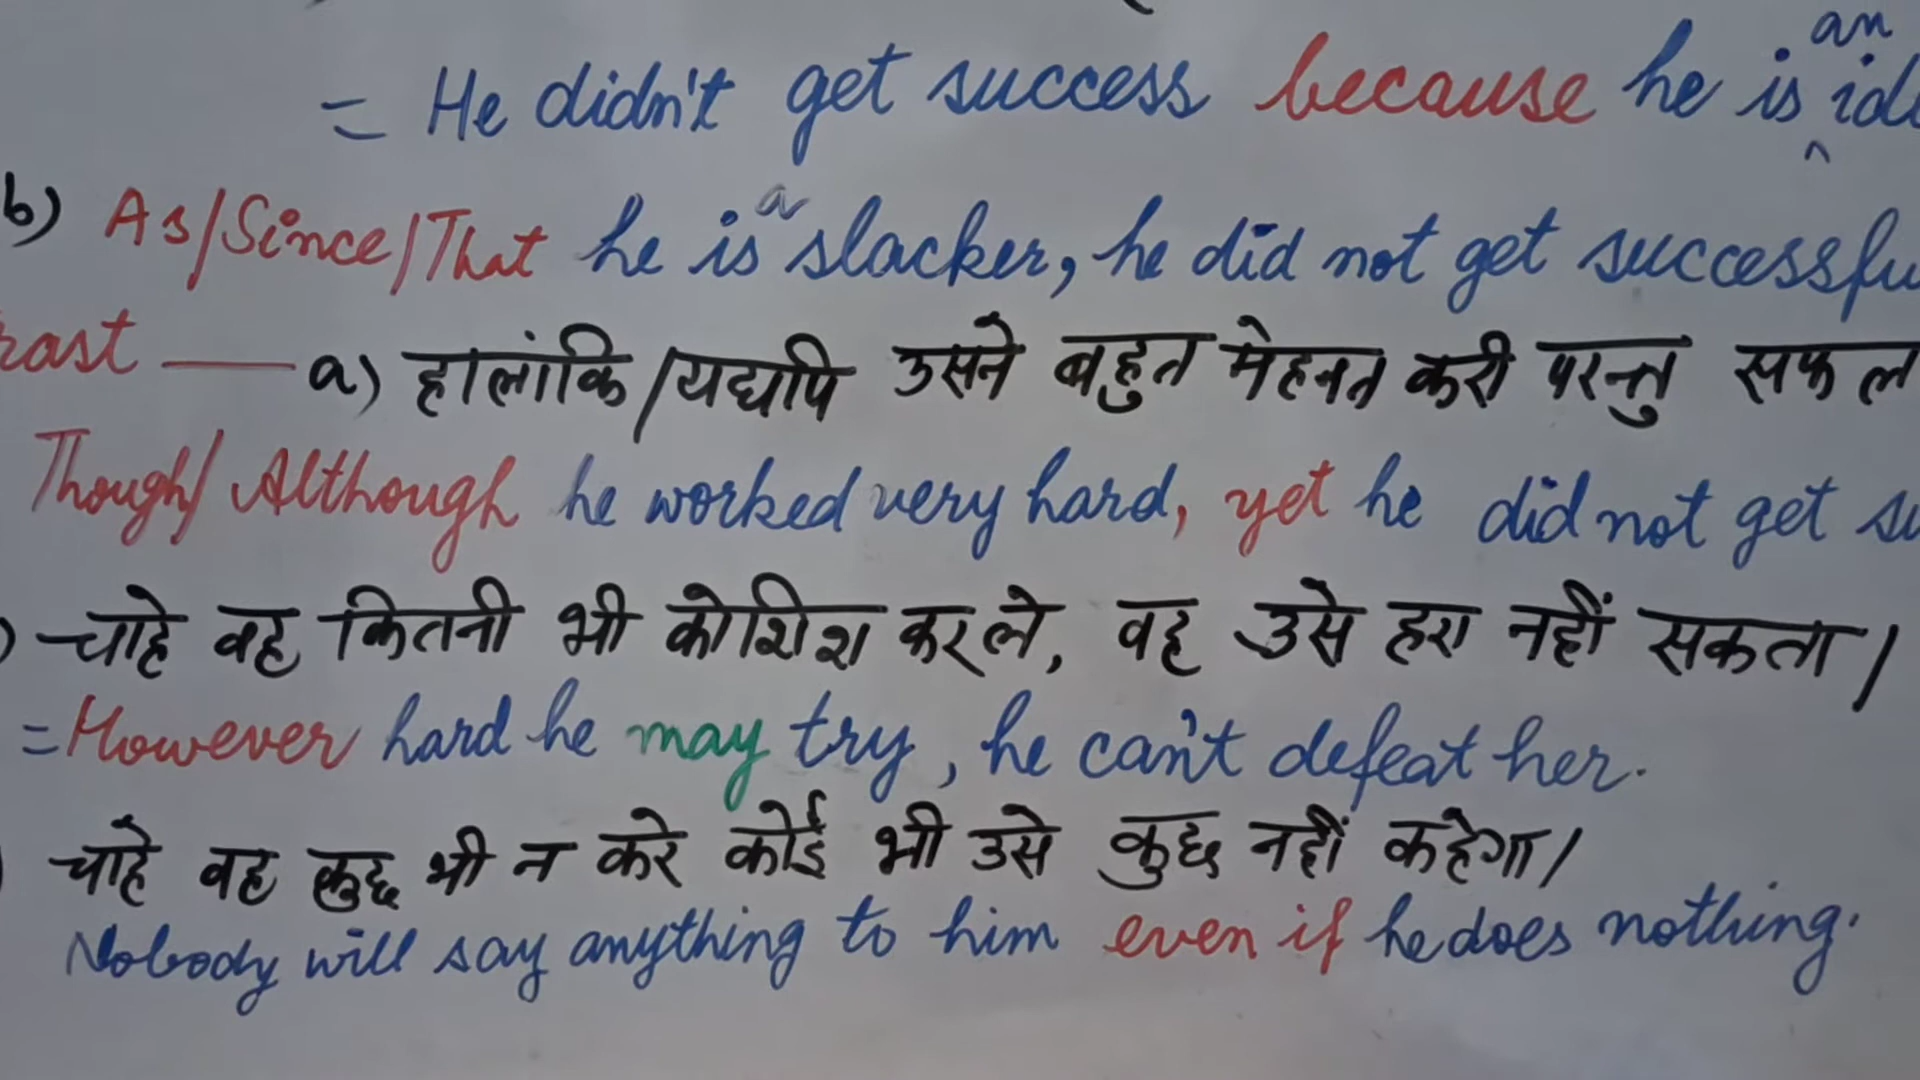 = He didn't get success because he is an
b) As/Since/That he is a slacker, he did not get
a) हालांकि/यद्यपि उसने बहुत मेहनत करी परन्तु सफल
Though/Although he worked very hard, yet he did not get
चाहे वह कितनी भी कोशिश करले, वह उसे हरा नहीं सकता।
= However hard he may try, he can't defeat her.
चाहे वह कुछ भी न करे कोई भी उसे कुछ नहीं कहेगा।
Nobody will say anything to him even if he does nothing.